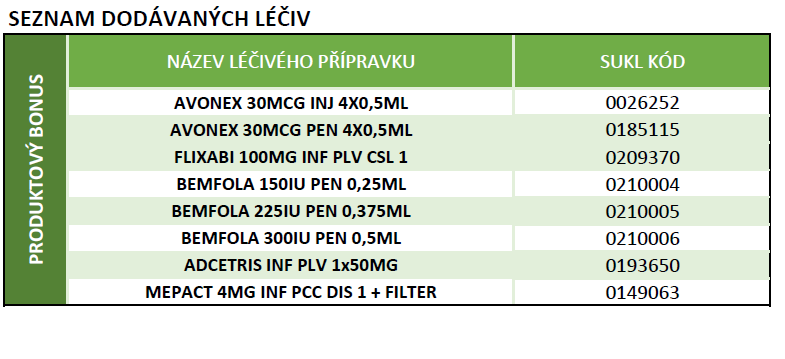 SEZNAM DODÁVANÝCH LÉČIV
PRODUKTOVÝ BONUS
NÁZEV LÉČIVÉHO PŘÍPRAVKU SUKL KÓD
AVONEX 30MCG INJ 4X0,5ML 0026252
AVONEX 30MCG PEN 4X0,5ML 0185115
FLIXABI 100MG INF PLV CSL 1 0209370
BEMFOLA 150IU PEN 0,25ML 0210004
BEMFOLA 225IU PEN 0,375ML 0210005
BEMFOLA 300IU PEN 0,5ML 0210006
ADCETRIS INF PLV 1x50MG 0193650
MEPACT 4MG INF PCC DIS 1 + FILTER 0149063